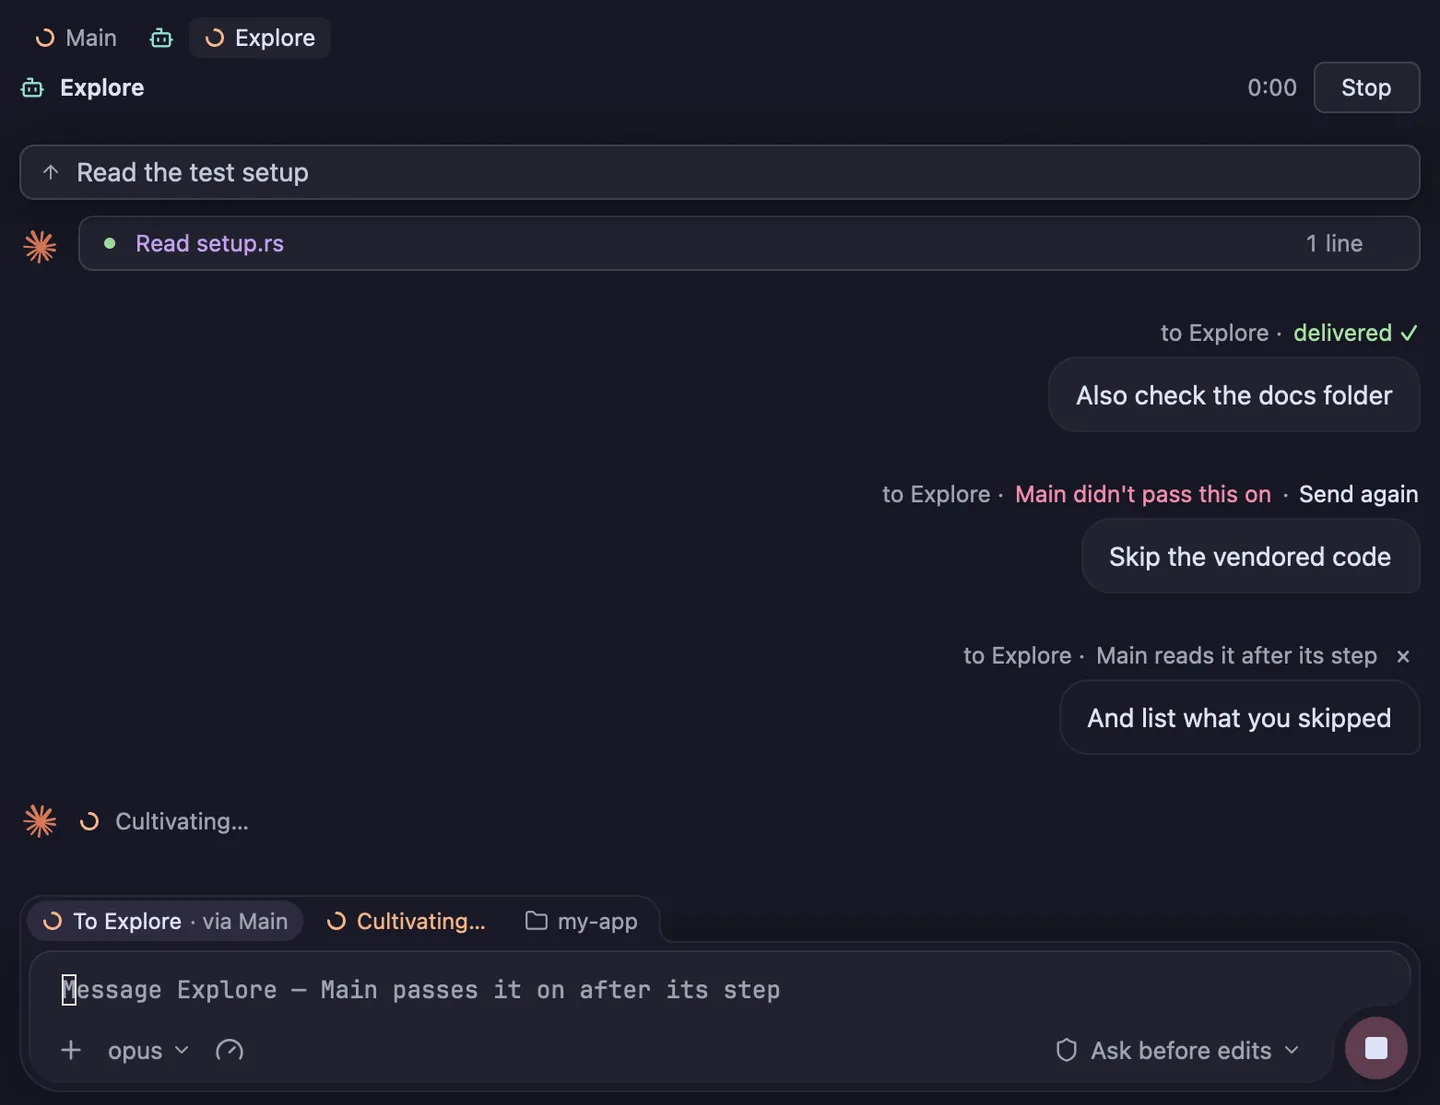 Main Explore
Explore 0:00 Stop
↑ Read the test setup
Read setup.rs 1 line
to Explore · delivered ✓
Also check the docs folder
to Explore · Main didn't pass this on · Send again
Skip the vendored code
to Explore · Main reads it after its step ×
And list what you skipped
Cultivating...
To Explore · via Main Cultivating... my-app
Message Explore — Main passes it on after its step
+ opus Ask before edits